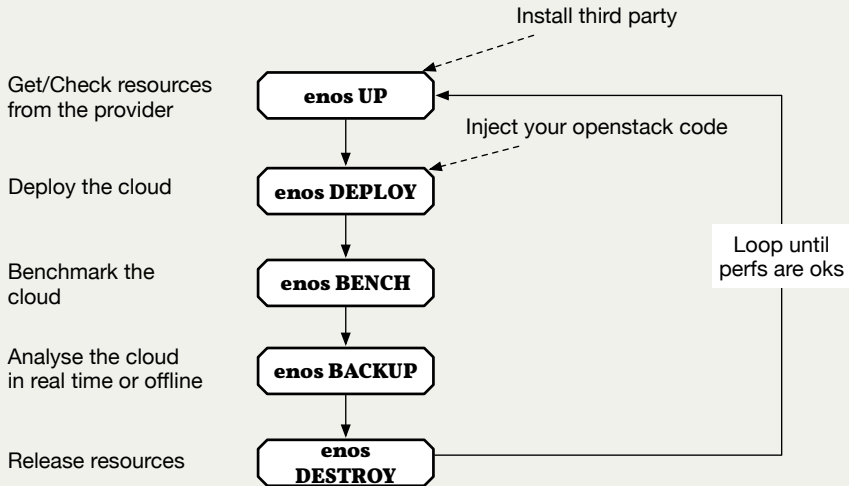 Install third party
Get/Check resources
from the provider
enos UP
Inject your openstack code
Deploy the cloud
enos DEPLOY
Loop until
perfs are oks
Benchmark the
cloud
enos BENCH
Analyse the cloud
in real time or offline
enos BACKUP
Release resources
enos
DESTROY